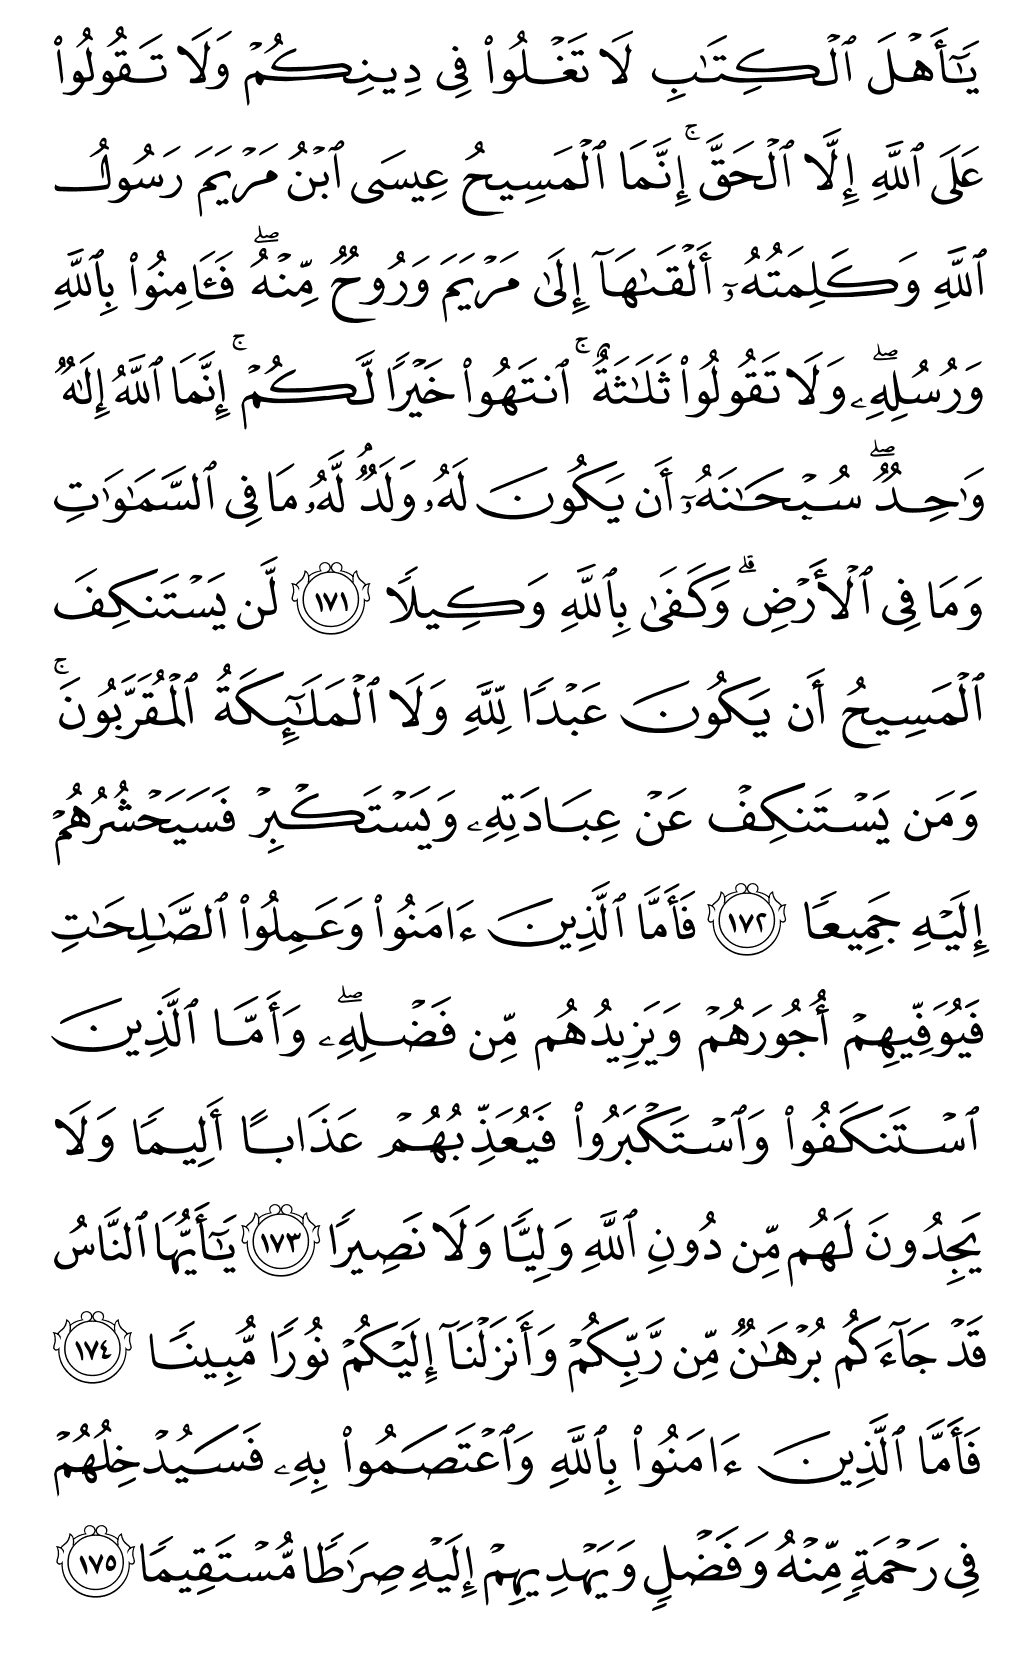 يَـٰٓأَهۡلَ ٱلۡكِتَـٰبِ لَا تَغۡلُواْ فِى دِينِكُمۡ وَلَا تَقُولُواْ
عَلَى ٱللَّهِ إِلَّا ٱلۡحَقَّۚ إِنَّمَا ٱلۡمَسِيحُ عِيسَى ٱبۡنُ مَرۡيَمَ رَسُولُ
ٱللَّهِ وَكَلِمَتُهُۥٓ أَلۡقَىٰهَآ إِلَىٰ مَرۡيَمَ وَرُوحٌ مِّنۡهُۖ فَـَٔامِنُواْ بِٱللَّهِ
وَرُسُلِهِۦۖ وَلَا تَقُولُواْ ثَلَـٰثَةٌۚ ٱنتَهُواْ خَيۡرًا لَّكُمۡۚ إِنَّمَا ٱللَّهُ إِلَـٰهٌ
وَٰحِدٌۖ سُبۡحَـٰنَهُۥٓ أَن يَكُونَ لَهُۥ وَلَدٌۘ لَّهُۥ مَا فِى ٱلسَّمَـٰوَٰتِ
وَمَا فِى ٱلۡأَرۡضِۗ وَكَفَىٰ بِٱللَّهِ وَكِيلًا ١٧١ لَّن يَسۡتَنكِفَ
ٱلۡمَسِيحُ أَن يَكُونَ عَبۡدًا لِّلَّهِ وَلَا ٱلۡمَلَـٰٓئِكَةُ ٱلۡمُقَرَّبُونَۚ
وَمَن يَسۡتَنكِفۡ عَنۡ عِبَادَتِهِۦ وَيَسۡتَكۡبِرۡ فَسَيَحۡشُرُهُمۡ
إِلَيۡهِ جَمِيعًا ١٧٢ فَأَمَّا ٱلَّذِينَ ءَامَنُواْ وَعَمِلُواْ ٱلصَّـٰلِحَـٰتِ
فَيُوَفِّيهِمۡ أُجُورَهُمۡ وَيَزِيدُهُم مِّن فَضۡلِهِۦۖ وَأَمَّا ٱلَّذِينَ
ٱسۡتَنكَفُواْ وَٱسۡتَكۡبَرُواْ فَيُعَذِّبُهُمۡ عَذَابًا أَلِيمًا وَلَا
يَجِدُونَ لَهُم مِّن دُونِ ٱللَّهِ وَلِيًّا وَلَا نَصِيرًا ١٧٣ يَـٰٓأَيُّهَا ٱلنَّاسُ
قَدۡ جَآءَكُم بُرۡهَـٰنٌ مِّن رَّبِّكُمۡ وَأَنزَلۡنَآ إِلَيۡكُمۡ نُورًا مُّبِينًا ١٧٤
فَأَمَّا ٱلَّذِينَ ءَامَنُواْ بِٱللَّهِ وَٱعۡتَصَمُواْ بِهِۦ فَسَيُدۡخِلُهُمۡ
فِى رَحۡمَةٍ مِّنۡهُ وَفَضۡلٍ وَيَهۡدِيهِمۡ إِلَيۡهِ صِرَٰطًا مُّسۡتَقِيمًا ١٧٥